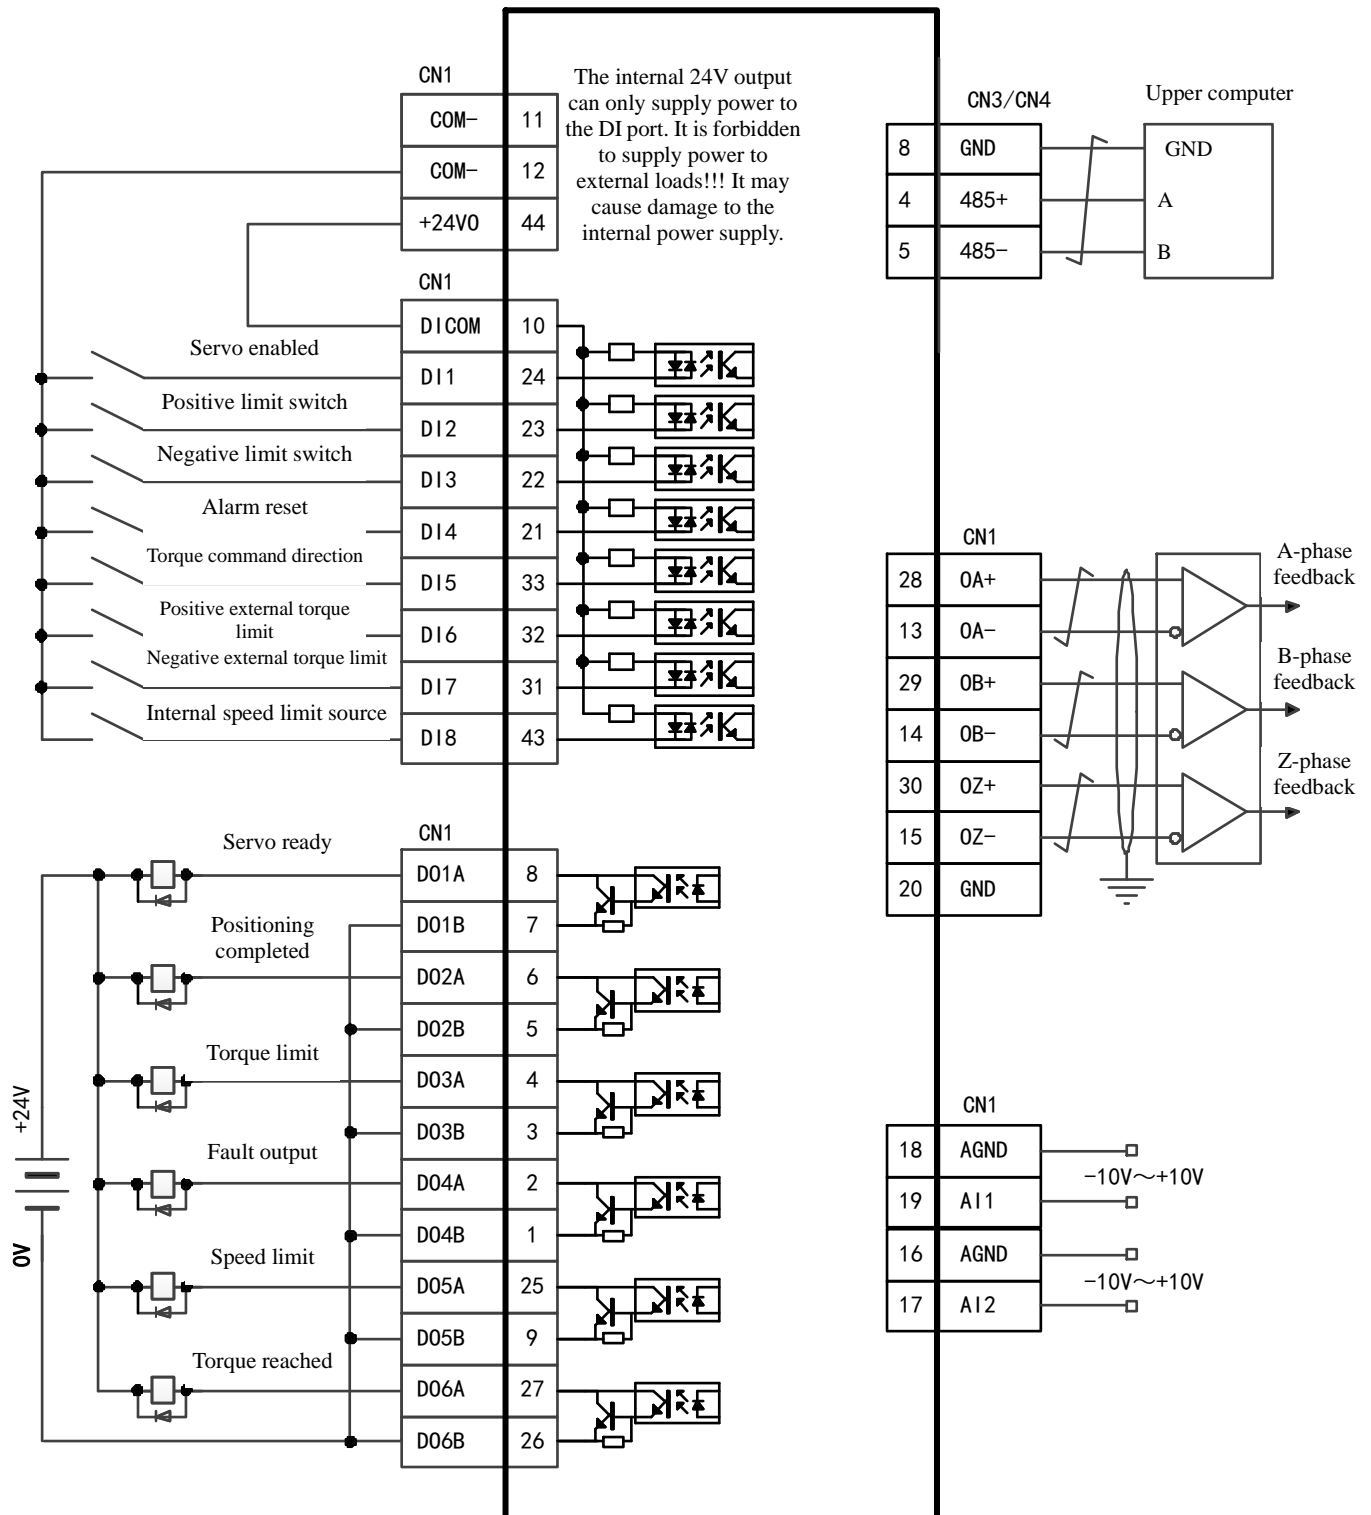 CN1
COM- 11
COM- 12
+24VO 44
The internal 24V output
can only supply power to
the DI port. It is forbidden
to supply power to
external loads!!! It may
cause damage to the
internal power supply.
CN3/CN4
Upper computer
8 GND GND
4 485+ A
5 485- B
CN1
DICOM 10
Servo enabled
DI1 24
Positive limit switch
DI2 23
Negative limit switch
DI3 22
Alarm reset
DI4 21
Torque command direction
DI5 33
Positive external torque
limit
DI6 32
Negative external torque limit
DI7 31
Internal speed limit source
DI8 43
CN1
28 OA+
13 OA-
29 OB+
14 OB-
30 OZ+
15 OZ-
20 GND
A-phase
feedback
B-phase
feedback
Z-phase
feedback
CN1
Servo ready
DO1A 8
DO1B 7
Positioning
completed
DO2A 6
DO2B 5
Torque limit
DO3A 4
DO3B 3
Fault output
DO4A 2
DO4B 1
Speed limit
DO5A 25
DO5B 9
Torque reached
DO6A 27
DO6B 26
+24V
0V
CN1
18 AGND
19 AI1
-10V～+10V
16 AGND
17 AI2
-10V～+10V